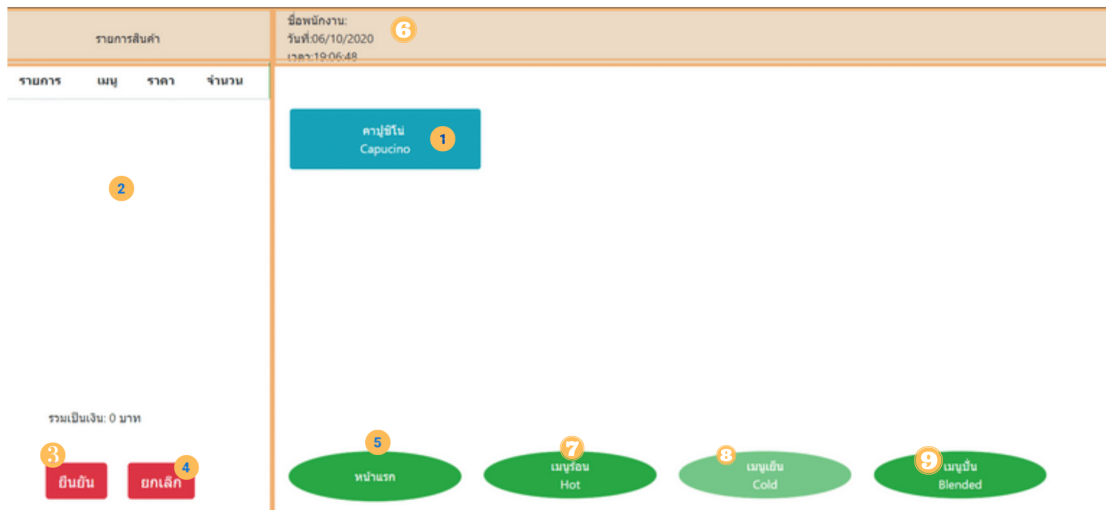 รายการสินค้า
ชื่อพนักงาน:
6
วันที่:06/10/2020
เวลา:19:06:48
รายการ เมนู ราคา จำนวน
คาปูชิโน่
Capucino
1
2
รวมเป็นเงิน: 0 บาท
3
ยืนยัน
4
ยกเลิก
5
หน้าแรก
7
เมนูร้อน
Hot
8
เมนูเย็น
Cold
9
เมนูปั่น
Blended